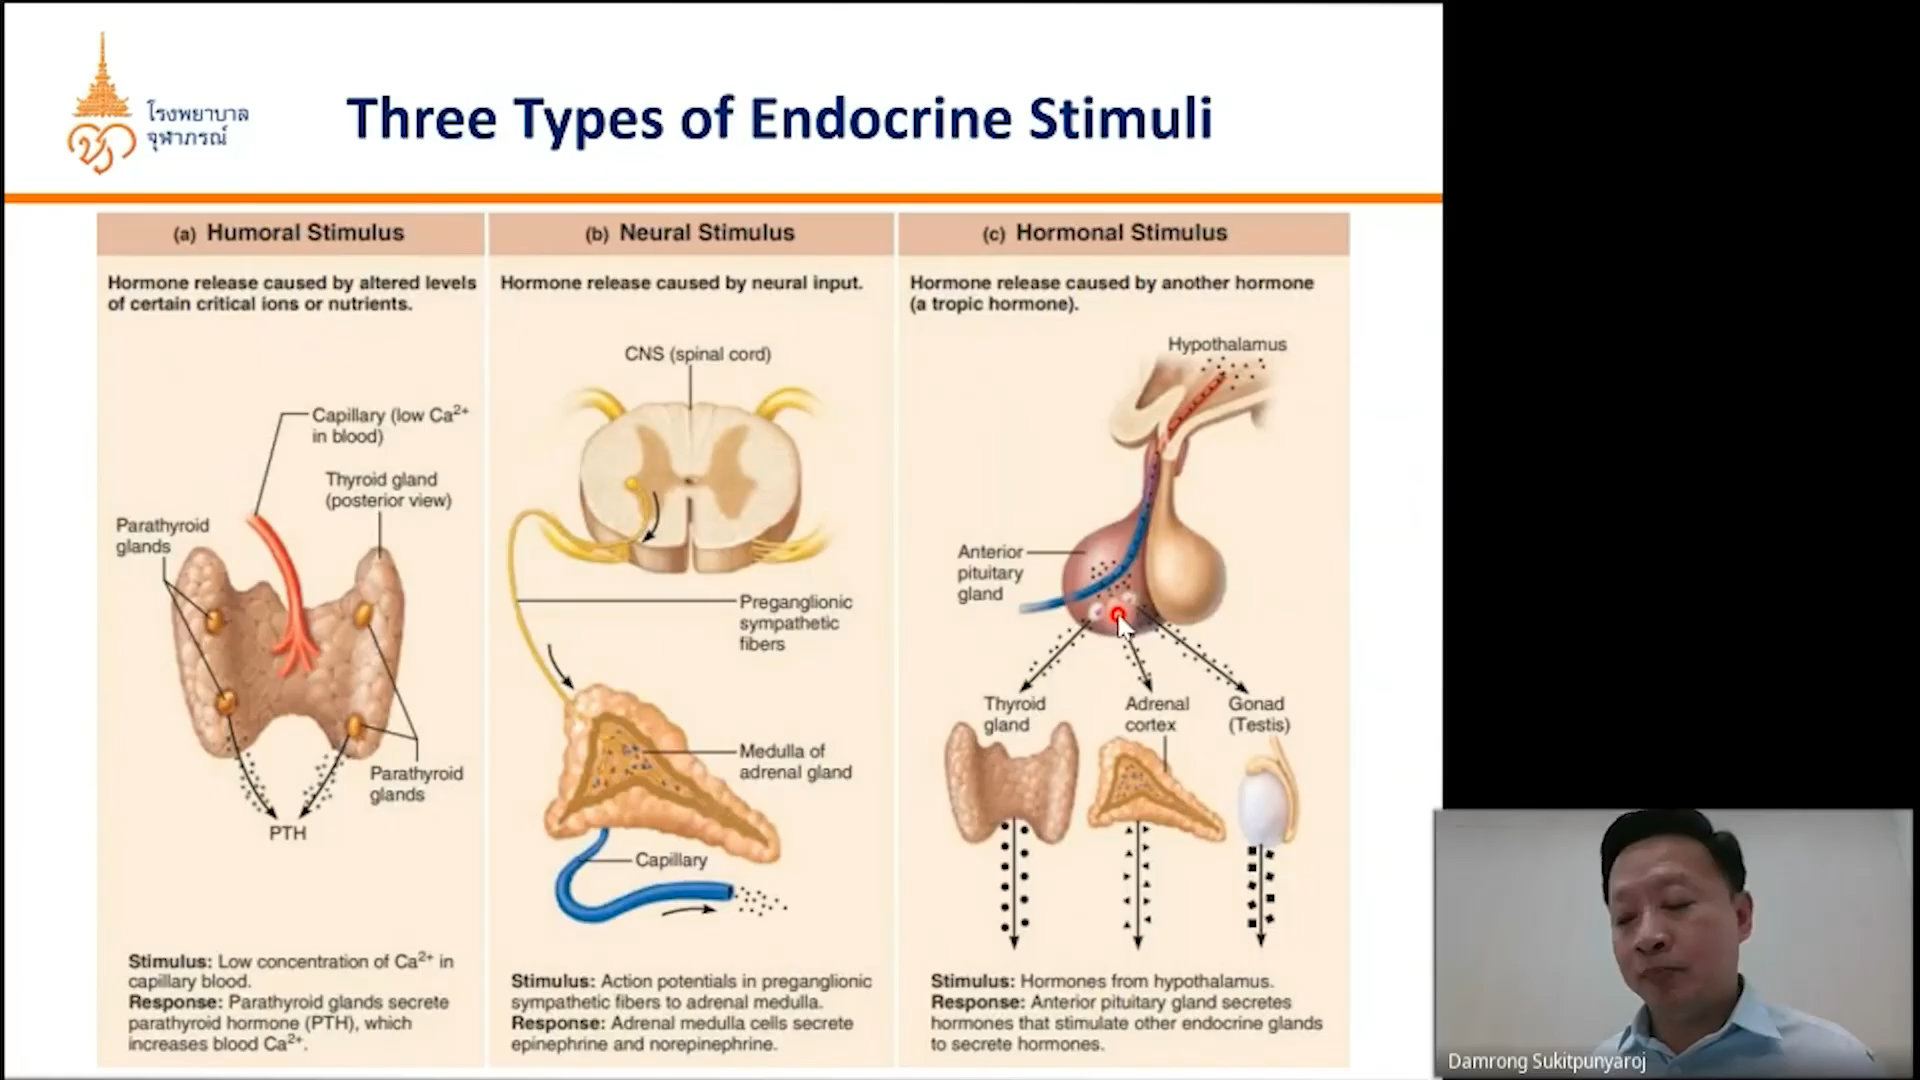 โรงพยาบาล
จุฬาภรณ์
Three Types of Endocrine Stimuli
(a) Humoral Stimulus
Hormone release caused by altered levels
of certain critical ions or nutrients.
Capillary (low Ca²⁺
in blood)
Thyroid gland
(posterior view)
Parathyroid
glands
Parathyroid
glands
PTH
Stimulus: Low concentration of Ca²⁺ in
capillary blood.
Response: Parathyroid glands secrete
parathyroid hormone (PTH), which
increases blood Ca²⁺.
(b) Neural Stimulus
Hormone release caused by neural input.
CNS (spinal cord)
Preganglionic
sympathetic
fibers
Medulla of
adrenal gland
Capillary
Stimulus: Action potentials in preganglionic
sympathetic fibers to adrenal medulla.
Response: Adrenal medulla cells secrete
epinephrine and norepinephrine.
(c) Hormonal Stimulus
Hormone release caused by another hormone
(a tropic hormone).
Hypothalamus
Anterior
pituitary
gland
Thyroid
gland
Adrenal
cortex
Gonad
(Testis)
Stimulus: Hormones from hypothalamus.
Response: Anterior pituitary gland secretes
hormones that stimulate other endocrine glands
to secrete hormones.
Damrong Sukitpunyaroj